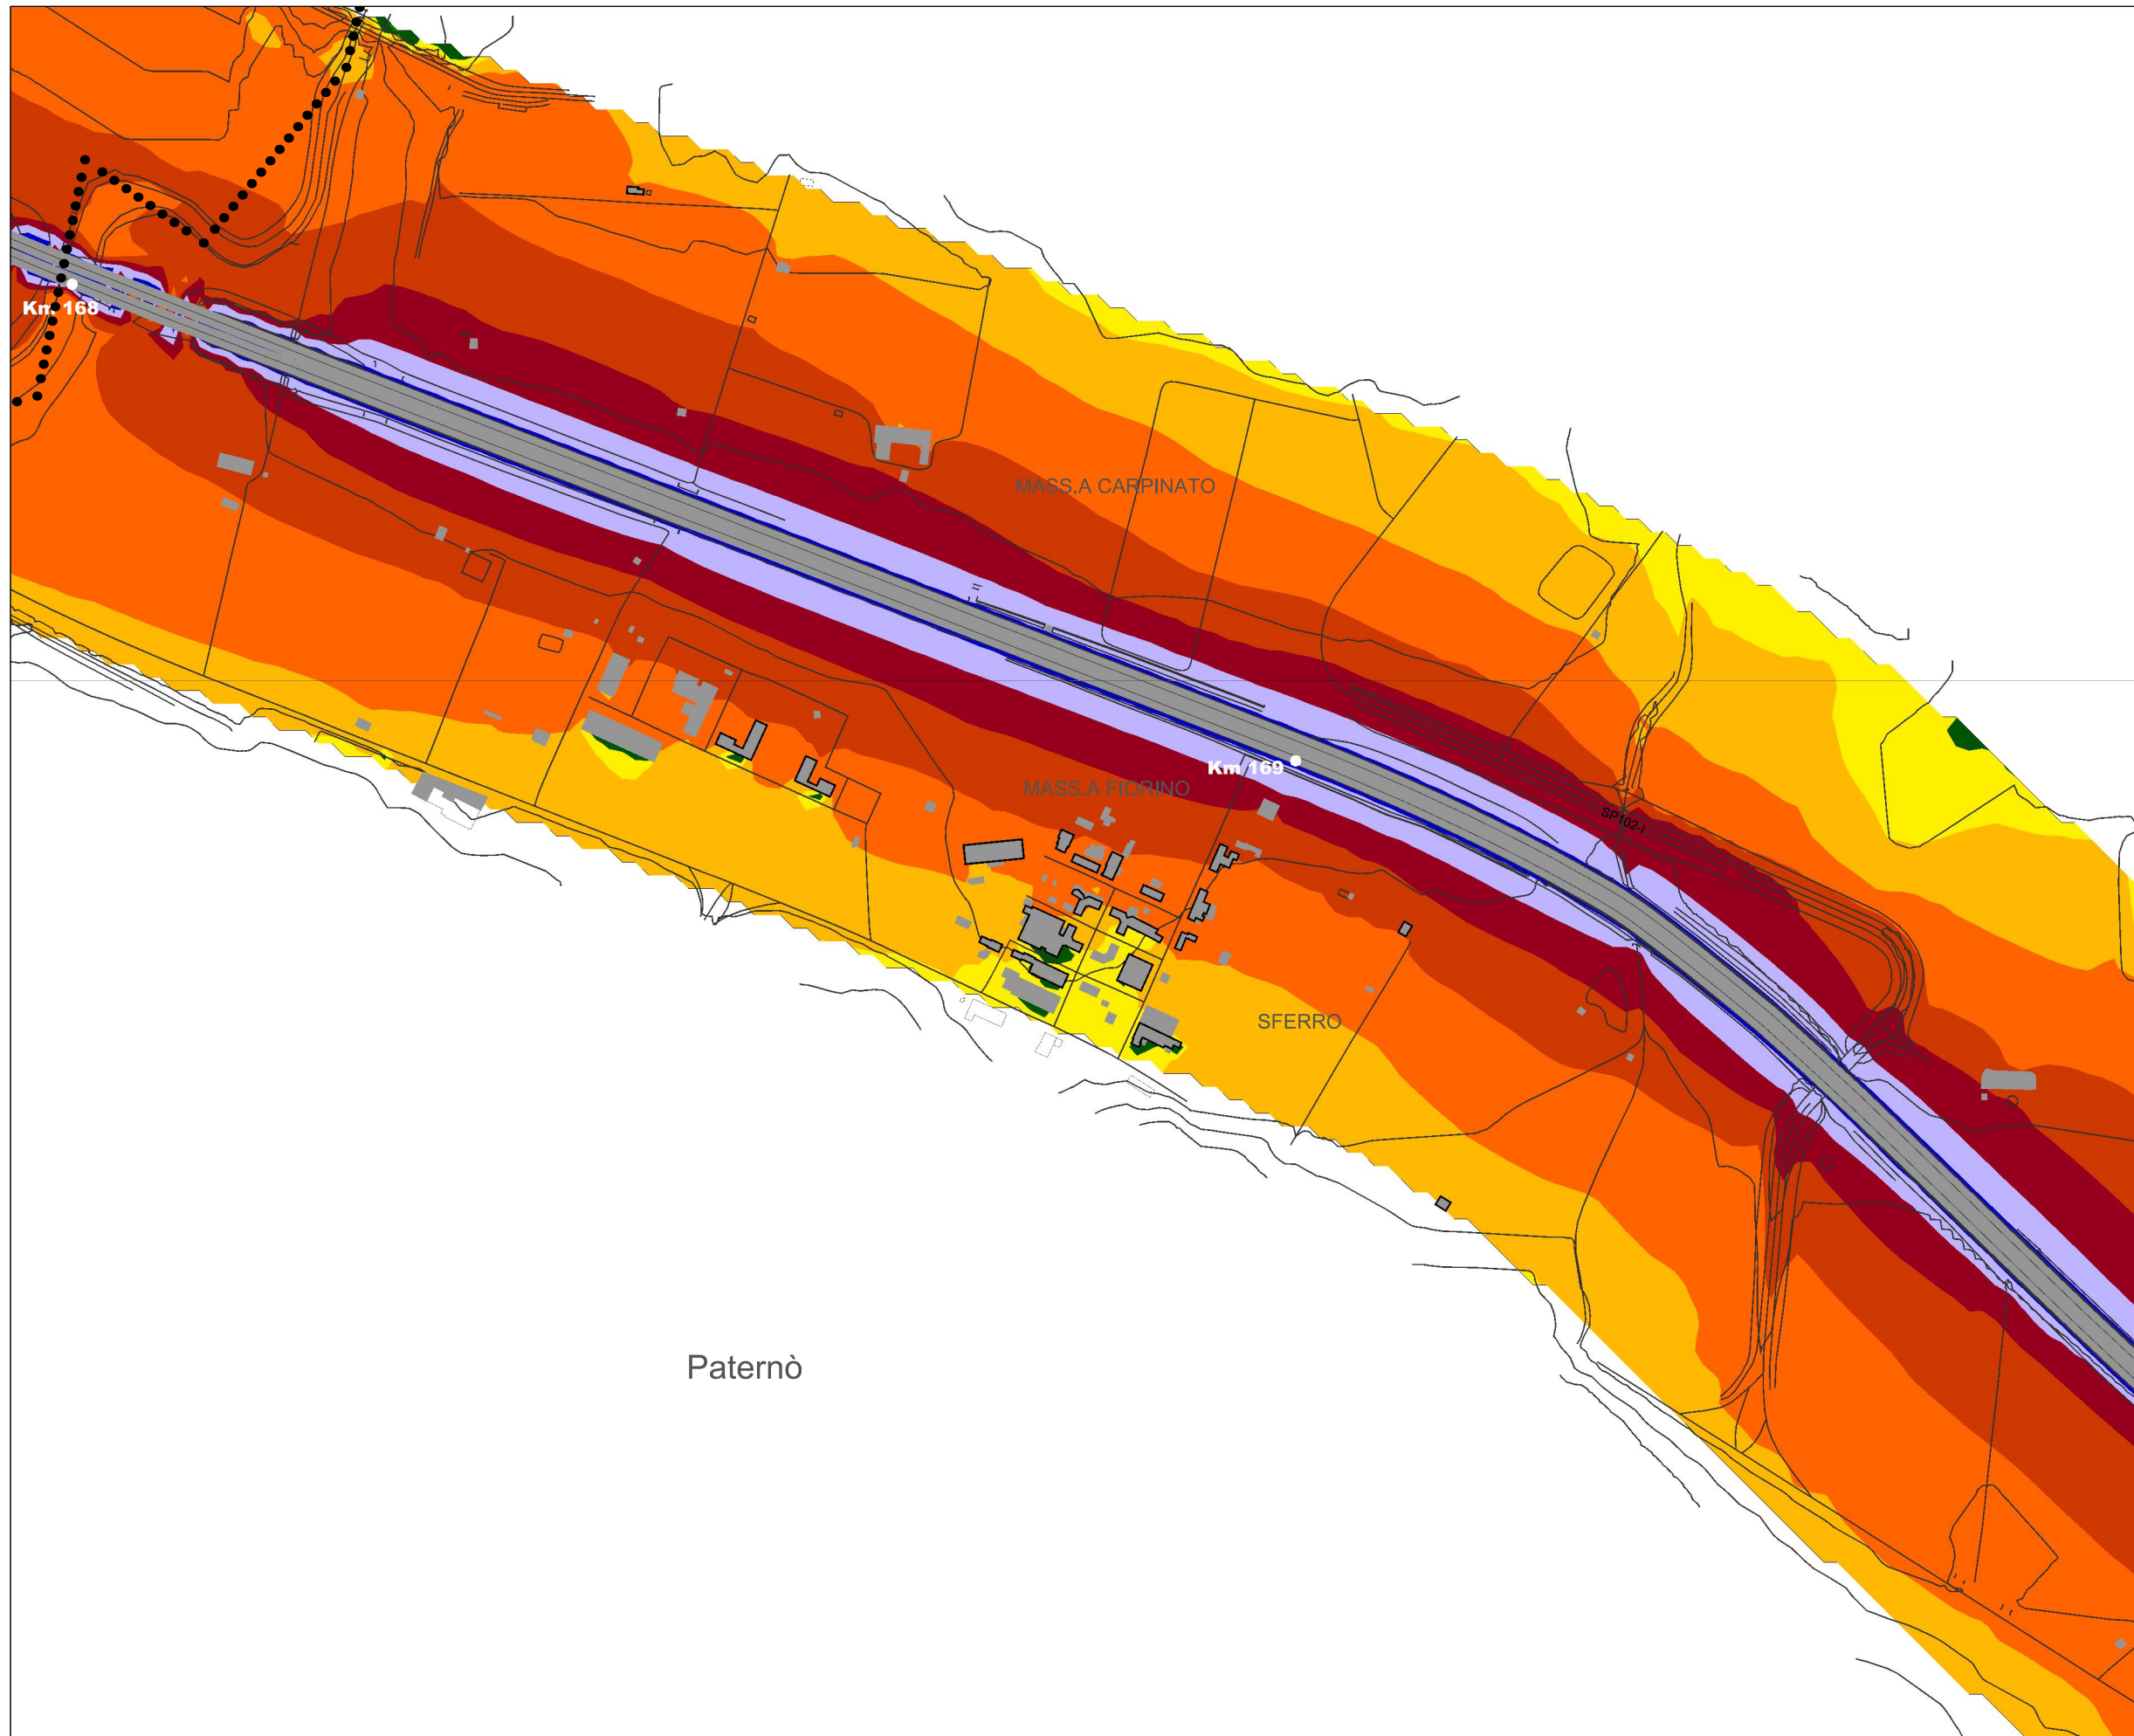 Km 168
MASS.A CARPINATO
Km 169
MASS.A FIORINO
SP102-I
SFERRO
Paternò